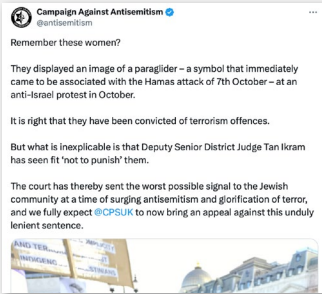 Campaign Against Antisemitism
@antisemitism
Remember these women?
They displayed an image of a paraglider – a symbol that immediately
came to be associated with the Hamas attack of 7th October – at an
anti-Israel protest in October.
It is right that they have been convicted of terrorism offences.
But what is inexplicable is that Deputy Senior District Judge Tan Ikram
has seen fit 'not to punish' them.
The court has thereby sent the worst possible signal to the Jewish
community at a time of surging antisemitism and glorification of terror,
and we fully expect @CPSUK to now bring an appeal against this unduly
lenient sentence.
AND TER
INDIGENO